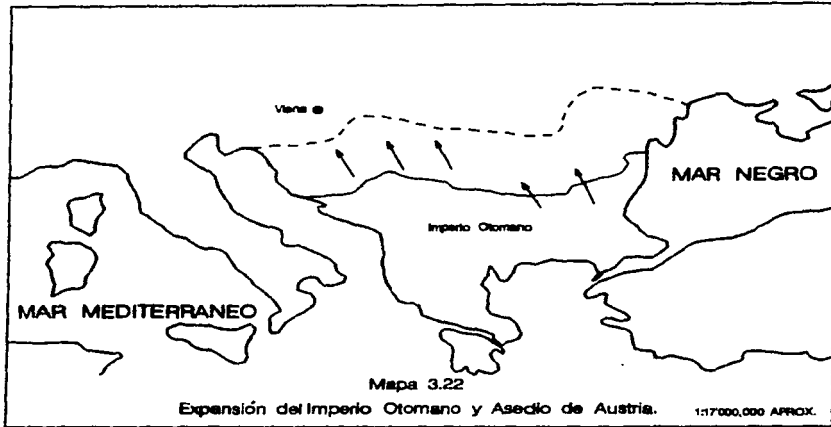 Viena
MAR NEGRO
Imperio Otomano
MAR MEDITERRANEO
Mapa 3.22
Expansión del Imperio Otomano y Asedio de Austria.
1:17'000,000 APROX.